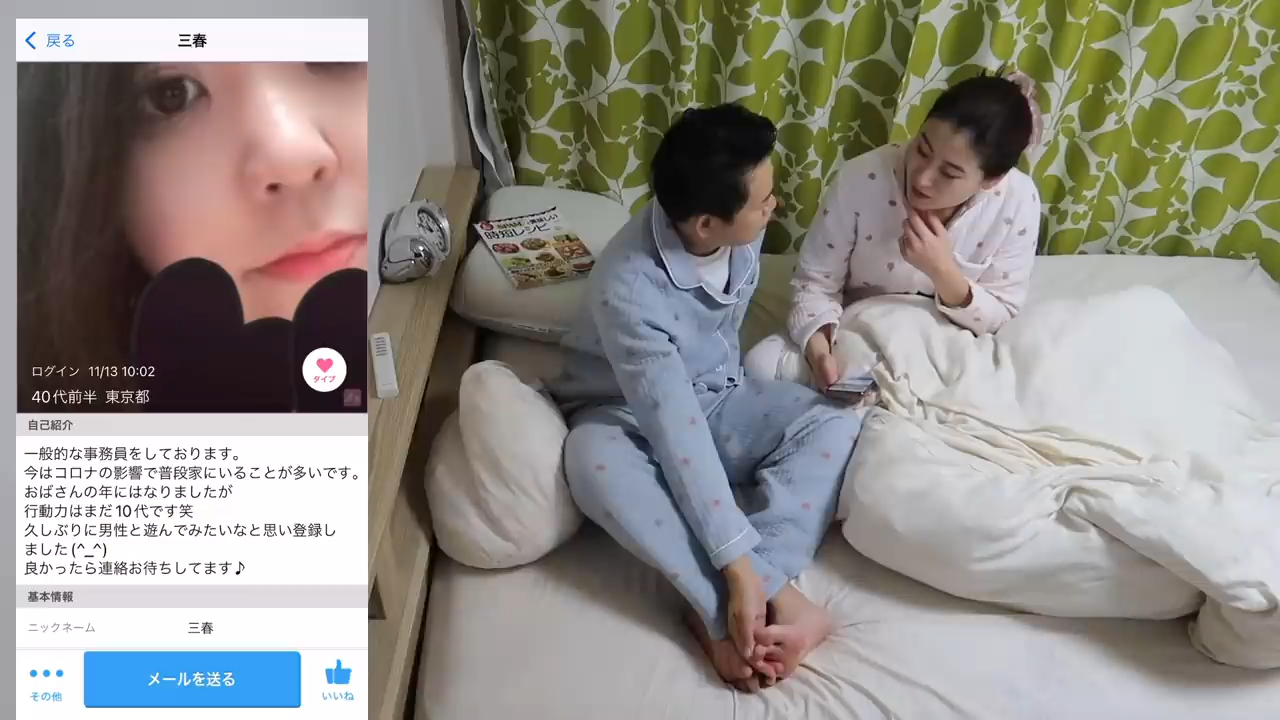 戻る
三春
ログイン 11/13 10:02
40代前半 東京都
タイプ
自己紹介
一般的な事務員をしております。
今はコロナの影響で普段家にいることが多いです。
おばさんの年にはなりましたが
行動力はまだ10代です笑
久しぶりに男性と遊んでみたいなと思い登録し
ました(^_^)
良かったら連絡お待ちしてます♪
基本情報
ニックネーム 三春
その他
メールを送る
いいね
時短レシピ